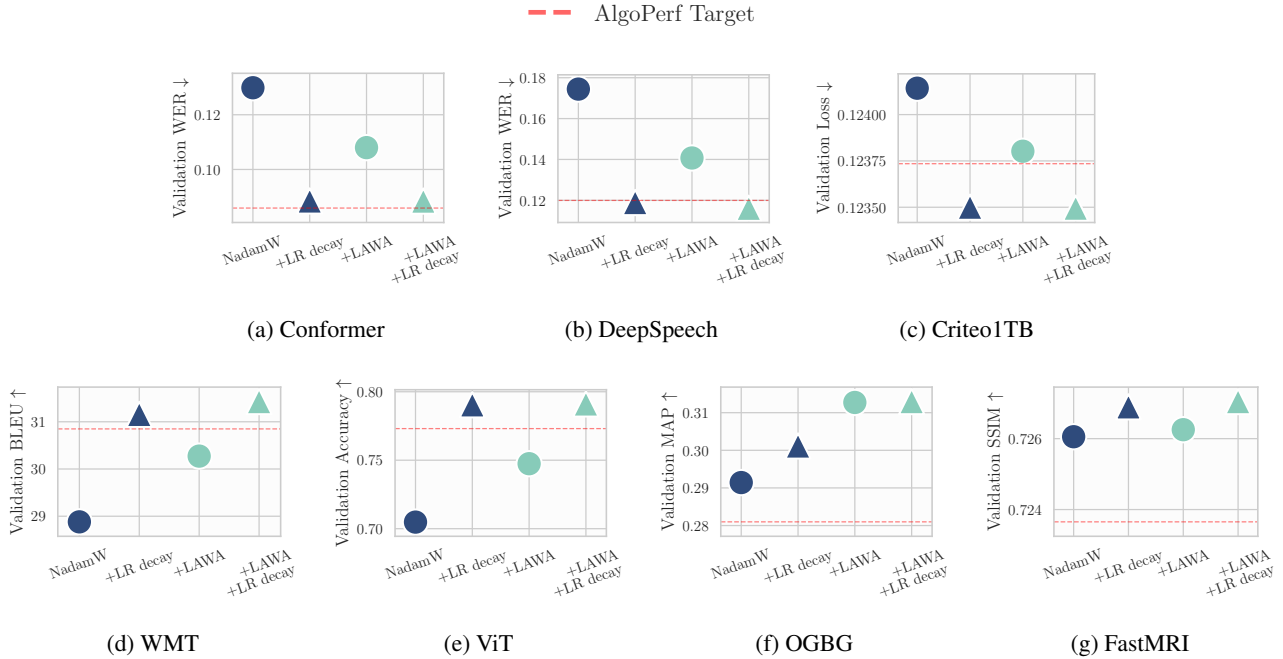 AlgoPerf Target
Validation WER ↓
0.12
0.10
NadamW
+LR decay
+LAWA
+LAWA
+LR decay
(a) Conformer
Validation WER ↓
0.18
0.16
0.14
0.12
NadamW
+LR decay
+LAWA
+LAWA
+LR decay
(b) DeepSpeech
Validation Loss ↓
0.12400
0.12375
0.12350
NadamW
+LR decay
+LAWA
+LAWA
+LR decay
(c) Criteo1TB
Validation BLEU ↑
31
30
29
NadamW
+LR decay
+LAWA
+LAWA
+LR decay
(d) WMT
Validation Accuracy ↑
0.80
0.75
0.70
NadamW
+LR decay
+LAWA
+LAWA
+LR decay
(e) ViT
Validation MAP ↑
0.31
0.30
0.29
0.28
NadamW
+LR decay
+LAWA
+LAWA
+LR decay
(f) OGBG
Validation SSIM ↑
0.726
0.724
NadamW
+LR decay
+LAWA
+LAWA
+LR decay
(g) FastMRI